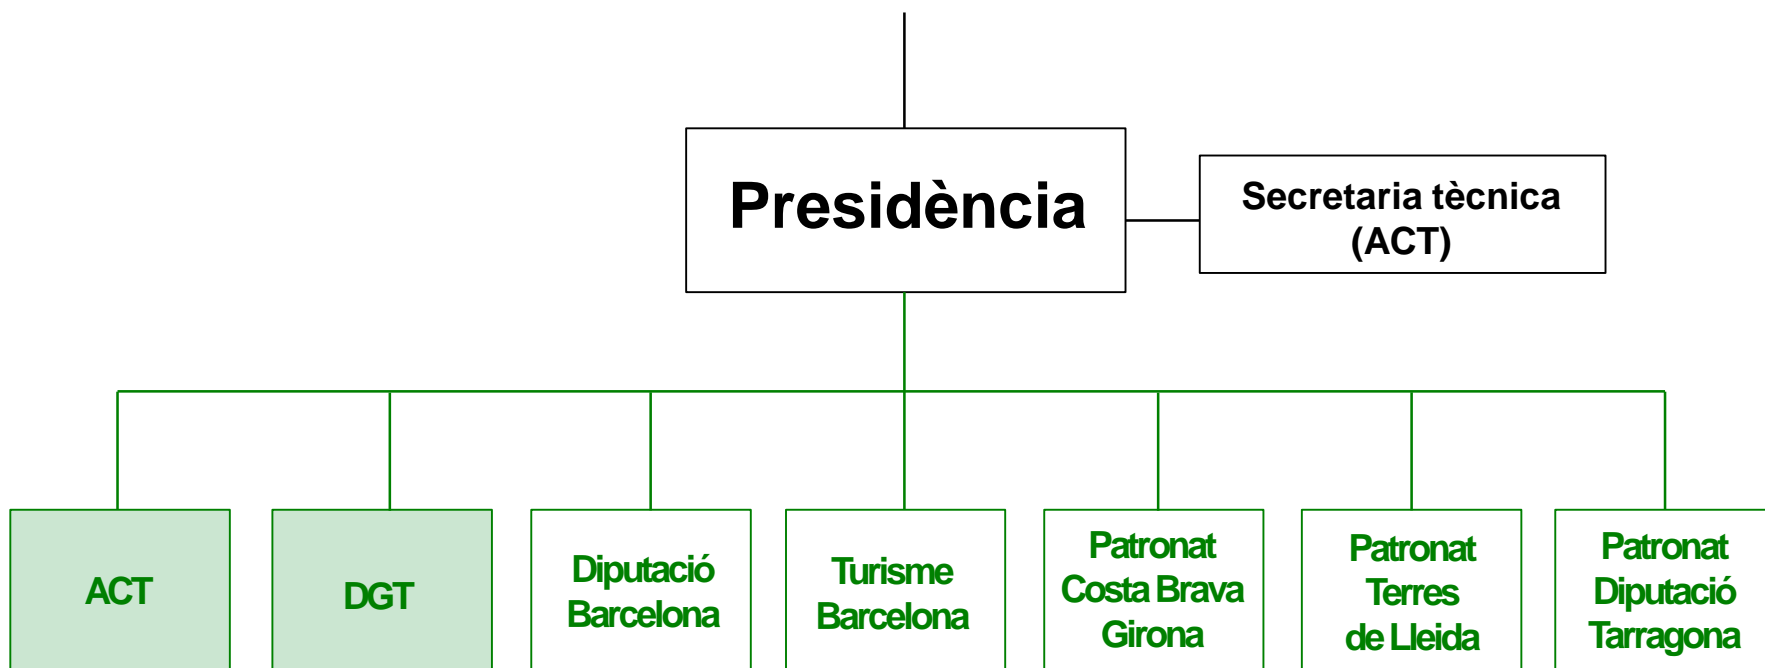 Presidència
Secretaria tècnica
(ACT)
ACT
DGT
Diputació
Barcelona
Turisme
Barcelona
Patronat
Costa Brava
Girona
Patronat
Terres
de Lleida
Patronat
Diputació
Tarragona